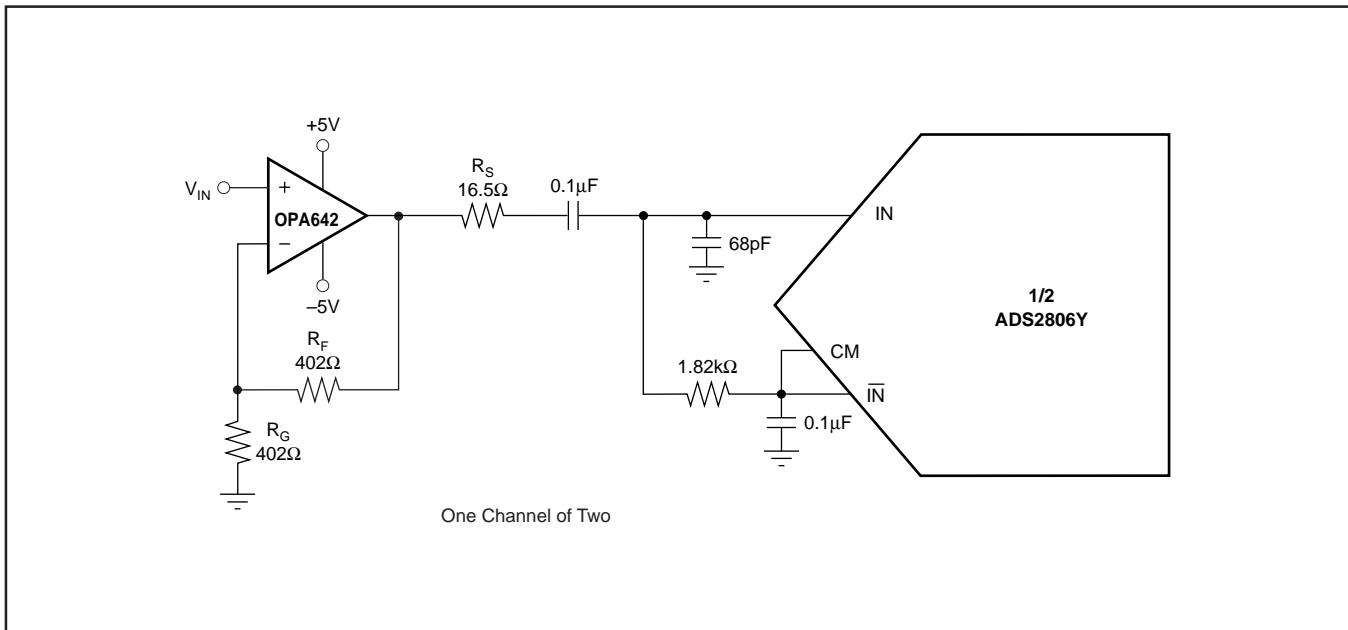 +5V
V_IN
+
OPA642
−
–5V
R_S
16.5Ω
0.1μF
68pF
IN
1/2
ADS2806Y
CM
I̅N̅
1.82kΩ
0.1μF
R_F
402Ω
R_G
402Ω
One Channel of Two